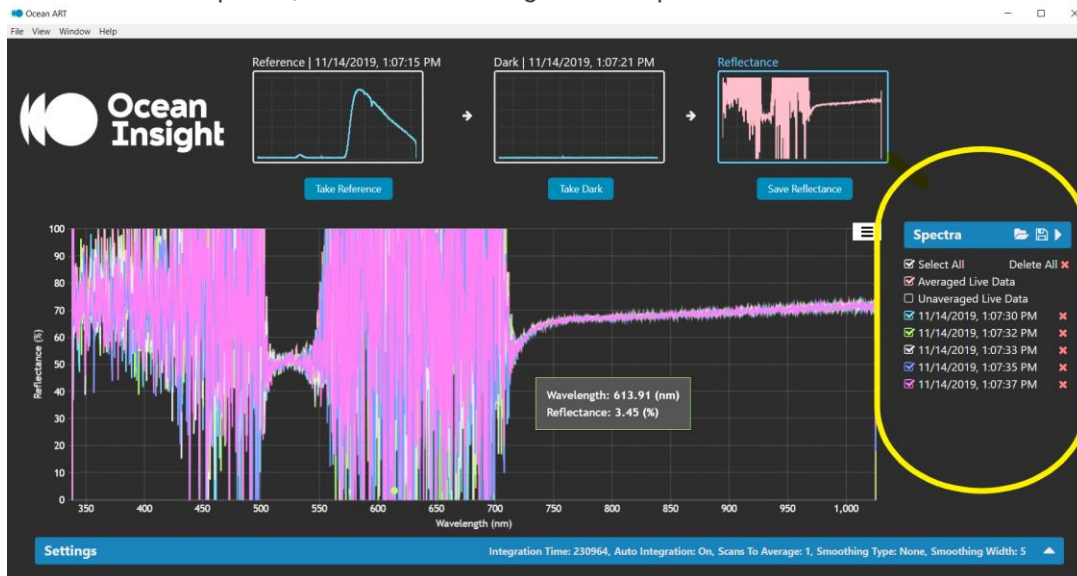 Ocean ART
File View Window Help
Reference | 11/14/2019, 1:07:15 PM
Dark | 11/14/2019, 1:07:21 PM
Reflectance
Ocean
Insight
Take Reference
Take Dark
Save Reflectance
Spectra
Select All Delete All
Averaged Live Data
Unaveraged Live Data
11/14/2019, 1:07:30 PM
11/14/2019, 1:07:32 PM
11/14/2019, 1:07:33 PM
11/14/2019, 1:07:35 PM
11/14/2019, 1:07:37 PM
100
90
80
70
60
50
40
30
20
10
0
Reflectance (%)
Wavelength: 613.91 (nm)
Reflectance: 3.45 (%)
350 400 450 500 550 600 650 700 750 800 850 900 950 1,000
Wavelength (nm)
Settings
Integration Time: 230964, Auto Integration: On, Scans To Average: 1, Smoothing Type: None, Smoothing Width: 5